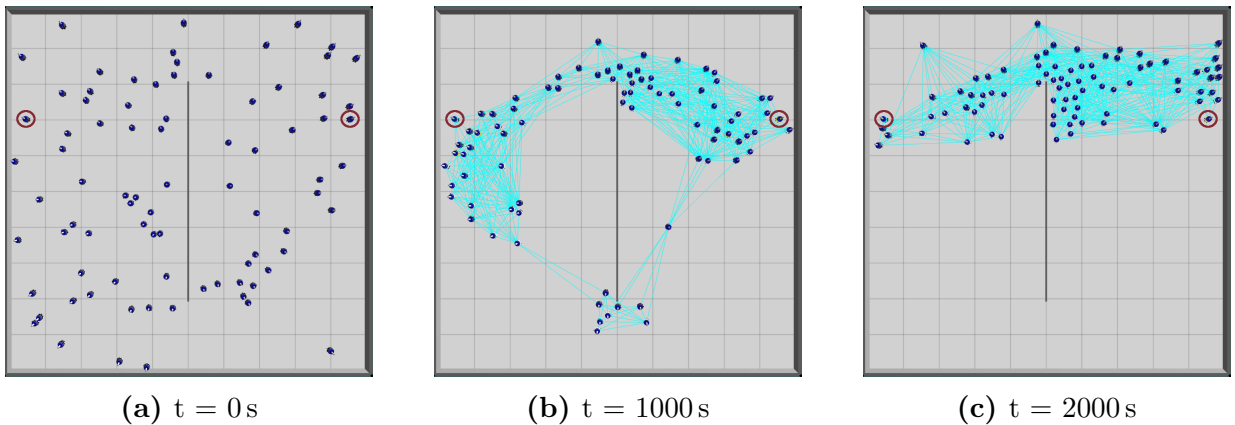 (a) t = 0 s
(b) t = 1000 s
(c) t = 2000 s